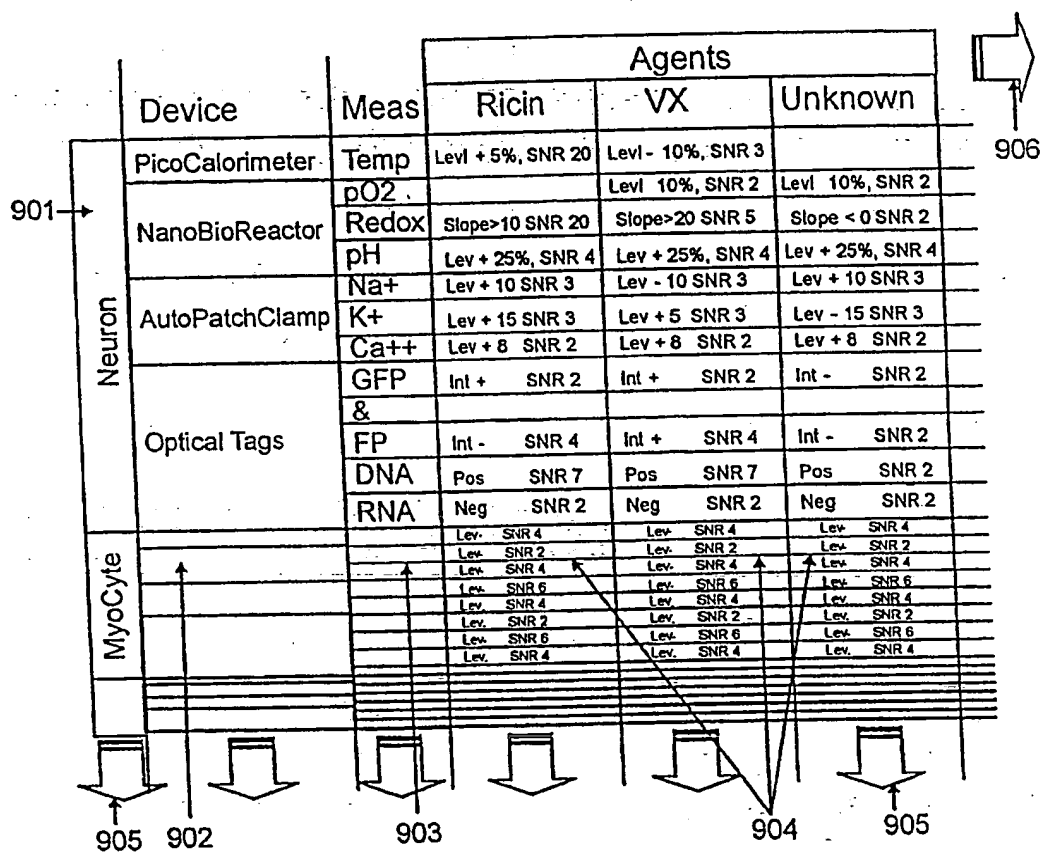 Agents
Device Meas Ricin VX Unknown
906
PicoCalorimeter Temp Levl + 5%, SNR 20 Levl - 10%, SNR 3
pO2 Levl 10%, SNR 2 Levl 10%, SNR 2
901
NanoBioReactor Redox Slope>10 SNR 20 Slope>20 SNR 5 Slope < 0 SNR 2
pH Lev + 25%, SNR 4 Lev + 25%, SNR 4 Lev + 25%, SNR 4
Neuron
Na+ Lev + 10 SNR 3 Lev - 10 SNR 3 Lev + 10 SNR 3
AutoPatchClamp K+ Lev + 15 SNR 3 Lev + 5 SNR 3 Lev - 15 SNR 3
Ca++ Lev + 8 SNR 2 Lev + 8 SNR 2 Lev + 8 SNR 2
GFP Int + SNR 2 Int + SNR 2 Int - SNR 2
&
Optical Tags FP Int - SNR 4 Int + SNR 4 Int - SNR 2
DNA Pos SNR 7 Pos SNR 7 Pos SNR 2
RNA Neg SNR 2 Neg SNR 2 Neg SNR 2
MyoCyte
Lev- SNR 4 Lev- SNR 4 Lev- SNR 4
Lev- SNR 2 Lev- SNR 2 Lev- SNR 2
Lev- SNR 4 Lev- SNR 4 Lev- SNR 4
Lev- SNR 6 Lev- SNR 6 Lev- SNR 6
Lev- SNR 4 Lev- SNR 4 Lev- SNR 4
Lev. SNR 2 Lev. SNR 2 Lev. SNR 2
Lev- SNR 6 Lev- SNR 6 Lev- SNR 6
Lev. SNR 4 Lev. SNR 4 Lev. SNR 4
905 902 903 904 905